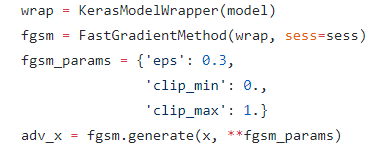 wrap = KerasModelWrapper(model)
fgsm = FastGradientMethod(wrap, sess=sess)
fgsm_params = {'eps': 0.3,
               'clip_min': 0.,
               'clip_max': 1.}
adv_x = fgsm.generate(x, **fgsm_params)